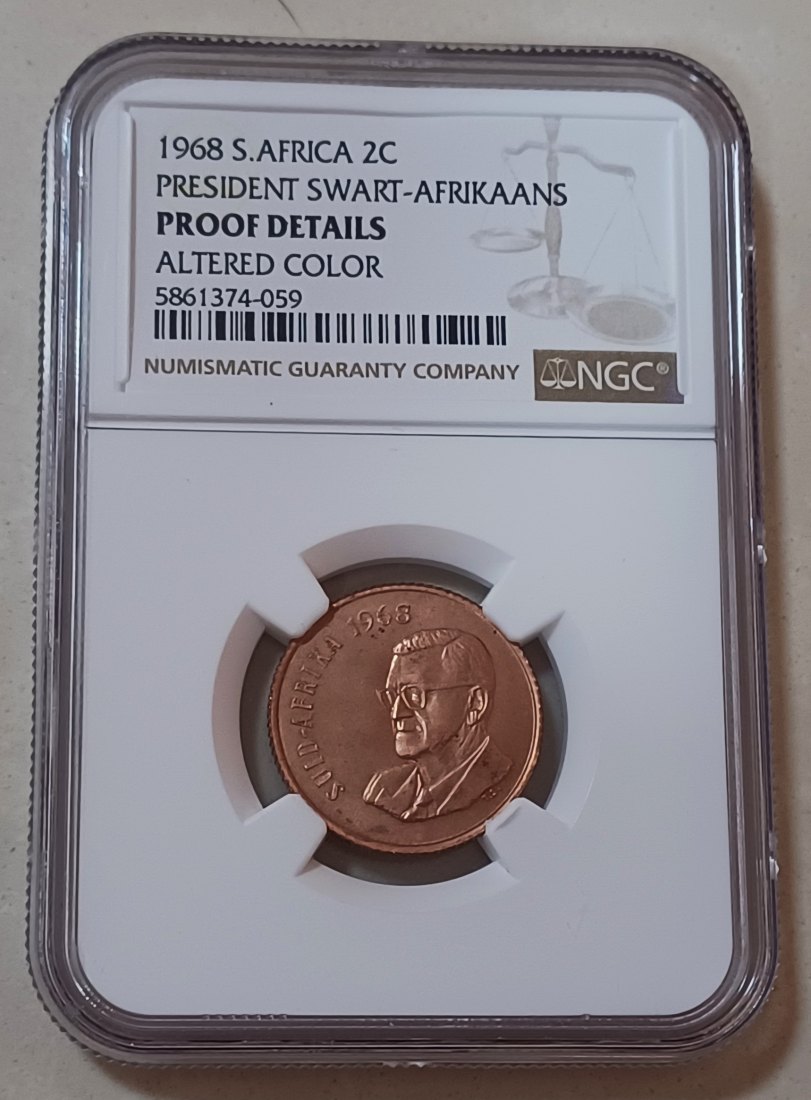 1968 S.AFRICA 2C
PRESIDENT SWART-AFRIKAANS
PROOF DETAILS
ALTERED COLOR
5861374-059
NUMISMATIC GUARANTY COMPANY
NGC®
SUID-AFRIKA 1968